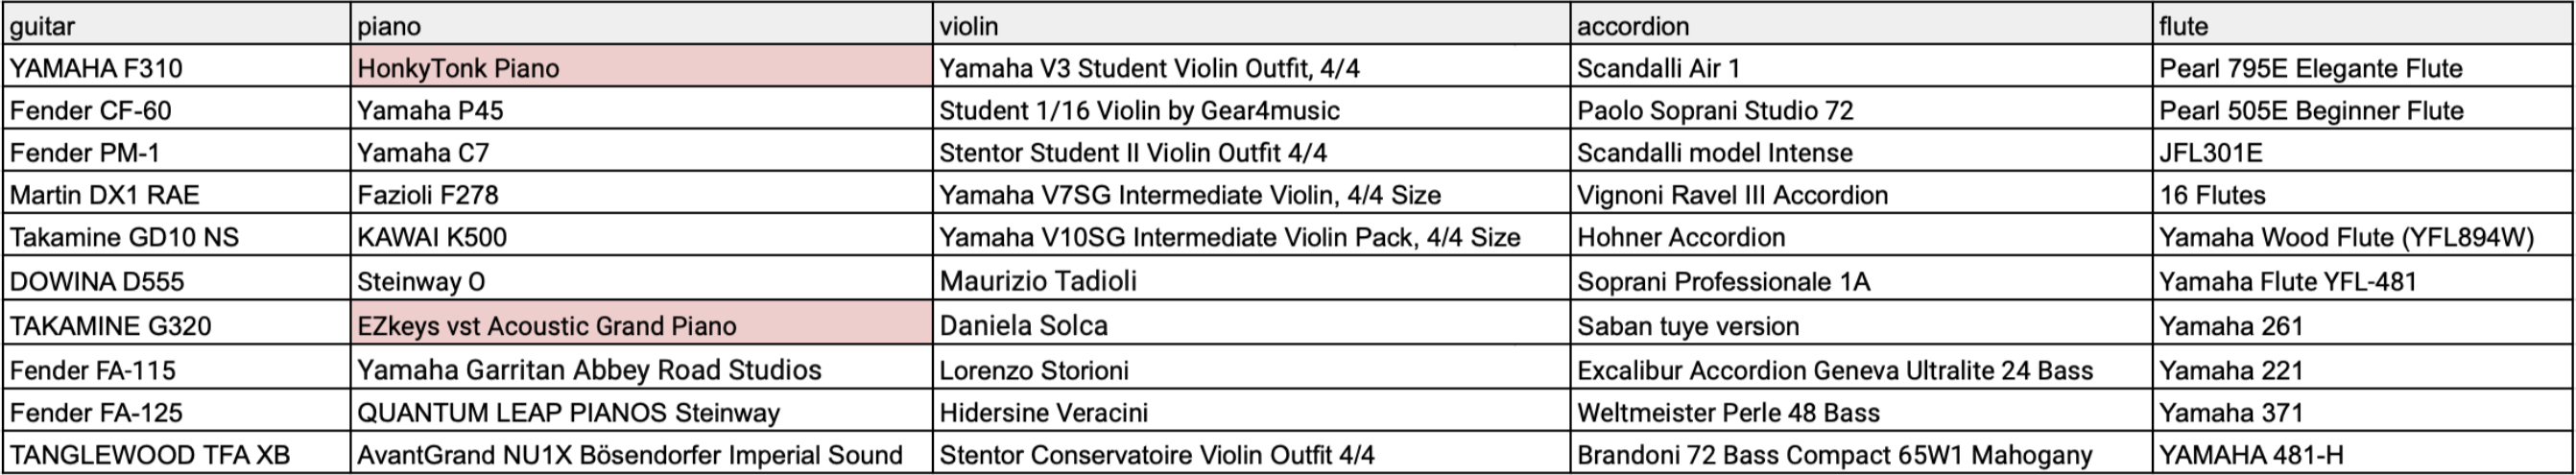 guitar piano violin accordion flute
YAMAHA F310 HonkyTonk Piano Yamaha V3 Student Violin Outfit, 4/4 Scandalli Air 1 Pearl 795E Elegante Flute
Fender CF-60 Yamaha P45 Student 1/16 Violin by Gear4music Paolo Soprani Studio 72 Pearl 505E Beginner Flute
Fender PM-1 Yamaha C7 Stentor Student II Violin Outfit 4/4 Scandalli model Intense JFL301E
Martin DX1 RAE Fazioli F278 Yamaha V7SG Intermediate Violin, 4/4 Size Vignoni Ravel III Accordion 16 Flutes
Takamine GD10 NS KAWAI K500 Yamaha V10SG Intermediate Violin Pack, 4/4 Size Hohner Accordion Yamaha Wood Flute (YFL894W)
DOWINA D555 Steinway O Maurizio Tadioli Soprani Professionale 1A Yamaha Flute YFL-481
TAKAMINE G320 EZkeys vst Acoustic Grand Piano Daniela Solca Saban tuye version Yamaha 261
Fender FA-115 Yamaha Garritan Abbey Road Studios Lorenzo Storioni Excalibur Accordion Geneva Ultralite 24 Bass Yamaha 221
Fender FA-125 QUANTUM LEAP PIANOS Steinway Hidersine Veracini Weltmeister Perle 48 Bass Yamaha 371
TANGLEWOOD TFA XB AvantGrand NU1X Bösendorfer Imperial Sound Stentor Conservatoire Violin Outfit 4/4 Brandoni 72 Bass Compact 65W1 Mahogany YAMAHA 481-H